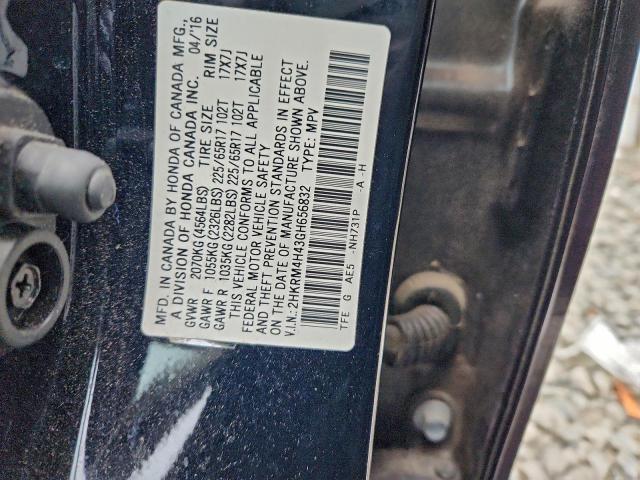 MFD. IN CANADA BY HONDA OF CANADA MFG.,
A DIVISION OF HONDA CANADA INC. 04/'16
GVWR 2070KG(4564LBS) TIRE SIZE RIM SIZE
GAWR F 1055KG(2326LBS) 225/65R17 102T 17X7J
GAWR R 1035KG(2282LBS) 225/65R17 102T 17X7J
THIS VEHICLE CONFORMS TO ALL APPLICABLE
FEDERAL MOTOR VEHICLE SAFETY
AND THEFT PREVENTION STANDARDS IN EFFECT
ON THE DATE OF MANUFACTURE SHOWN ABOVE.
V.I.N.: 2HKRM4H43GH656832 TYPE: MPV
TFE G AE5 -NH731P -A -H